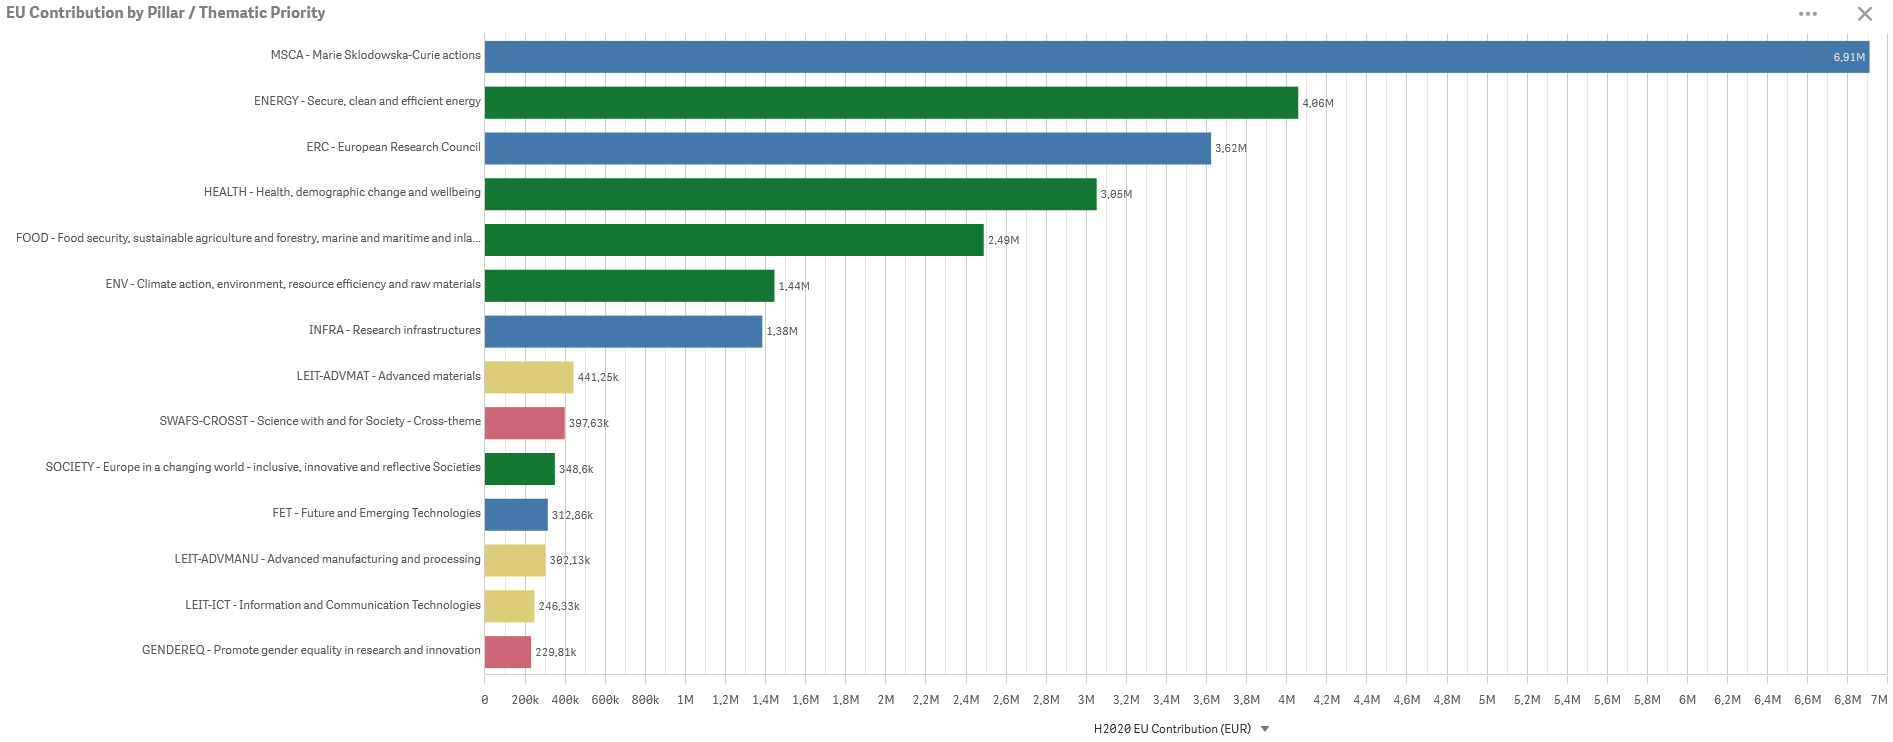 EU Contribution by Pillar / Thematic Priority
MSCA - Marie Sklodowska-Curie actions
6,91M
ENERGY - Secure, clean and efficient energy
4,06M
ERC - European Research Council
3,62M
HEALTH - Health, demographic change and wellbeing
3,05M
FOOD - Food security, sustainable agriculture and forestry, marine and maritime and inla...
2,49M
ENV - Climate action, environment, resource efficiency and raw materials
1,44M
INFRA - Research infrastructures
1,38M
LEIT-ADVMAT - Advanced materials
441,25k
SWAFS-CROSST - Science with and for Society - Cross-theme
397,63k
SOCIETY - Europe in a changing world - inclusive, innovative and reflective Societies
348,6k
FET - Future and Emerging Technologies
312,86k
LEIT-ADVMANU - Advanced manufacturing and processing
302,13k
LEIT-ICT - Information and Communication Technologies
246,33k
GENDEREQ - Promote gender equality in research and innovation
229,81k
0 200k 400k 600k 800k 1M 1,2M 1,4M 1,6M 1,8M 2M 2,2M 2,4M 2,6M 2,8M 3M 3,2M 3,4M 3,6M 3,8M 4M 4,2M 4,4M 4,6M 4,8M 5M 5,2M 5,4M 5,6M 5,8M 6M 6,2M 6,4M 6,6M 6,8M 7M
H2020 EU Contribution (EUR)